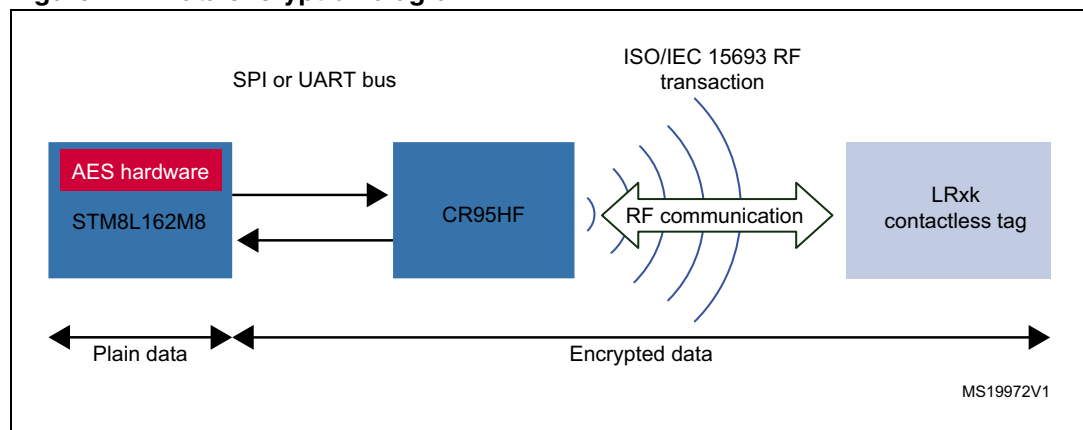 SPI or UART bus
ISO/IEC 15693 RF
transaction
AES hardware
STM8L162M8
CR95HF
RF communication
LRxk
contactless tag
Plain data
Encrypted data
MS19972V1